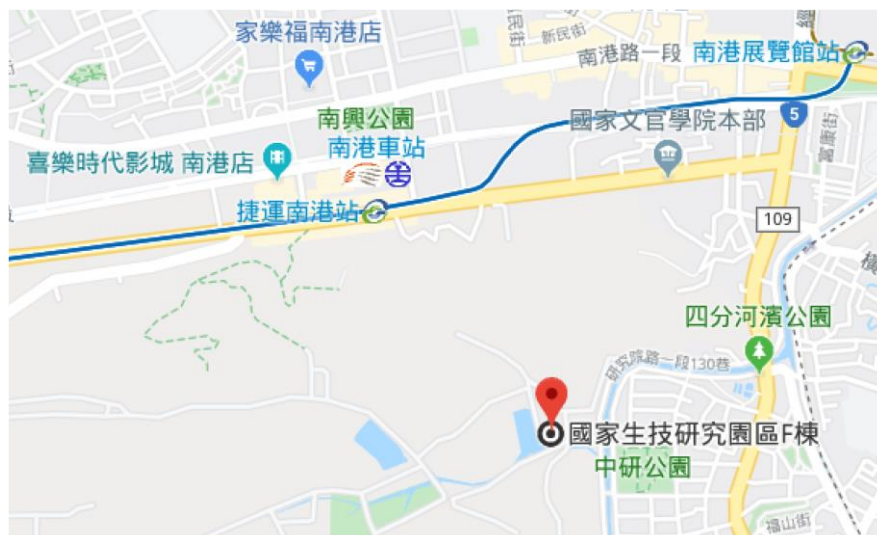 家樂福南港店
新民街
南港路一段
南港展覽館站
南興公園
國家文官學院本部
5
富康街
喜樂時代影城 南港店
南港車站
捷運南港站
109
四分河濱公園
研究院路一段130巷
國家生技研究園區F棟
中研公園
福山街